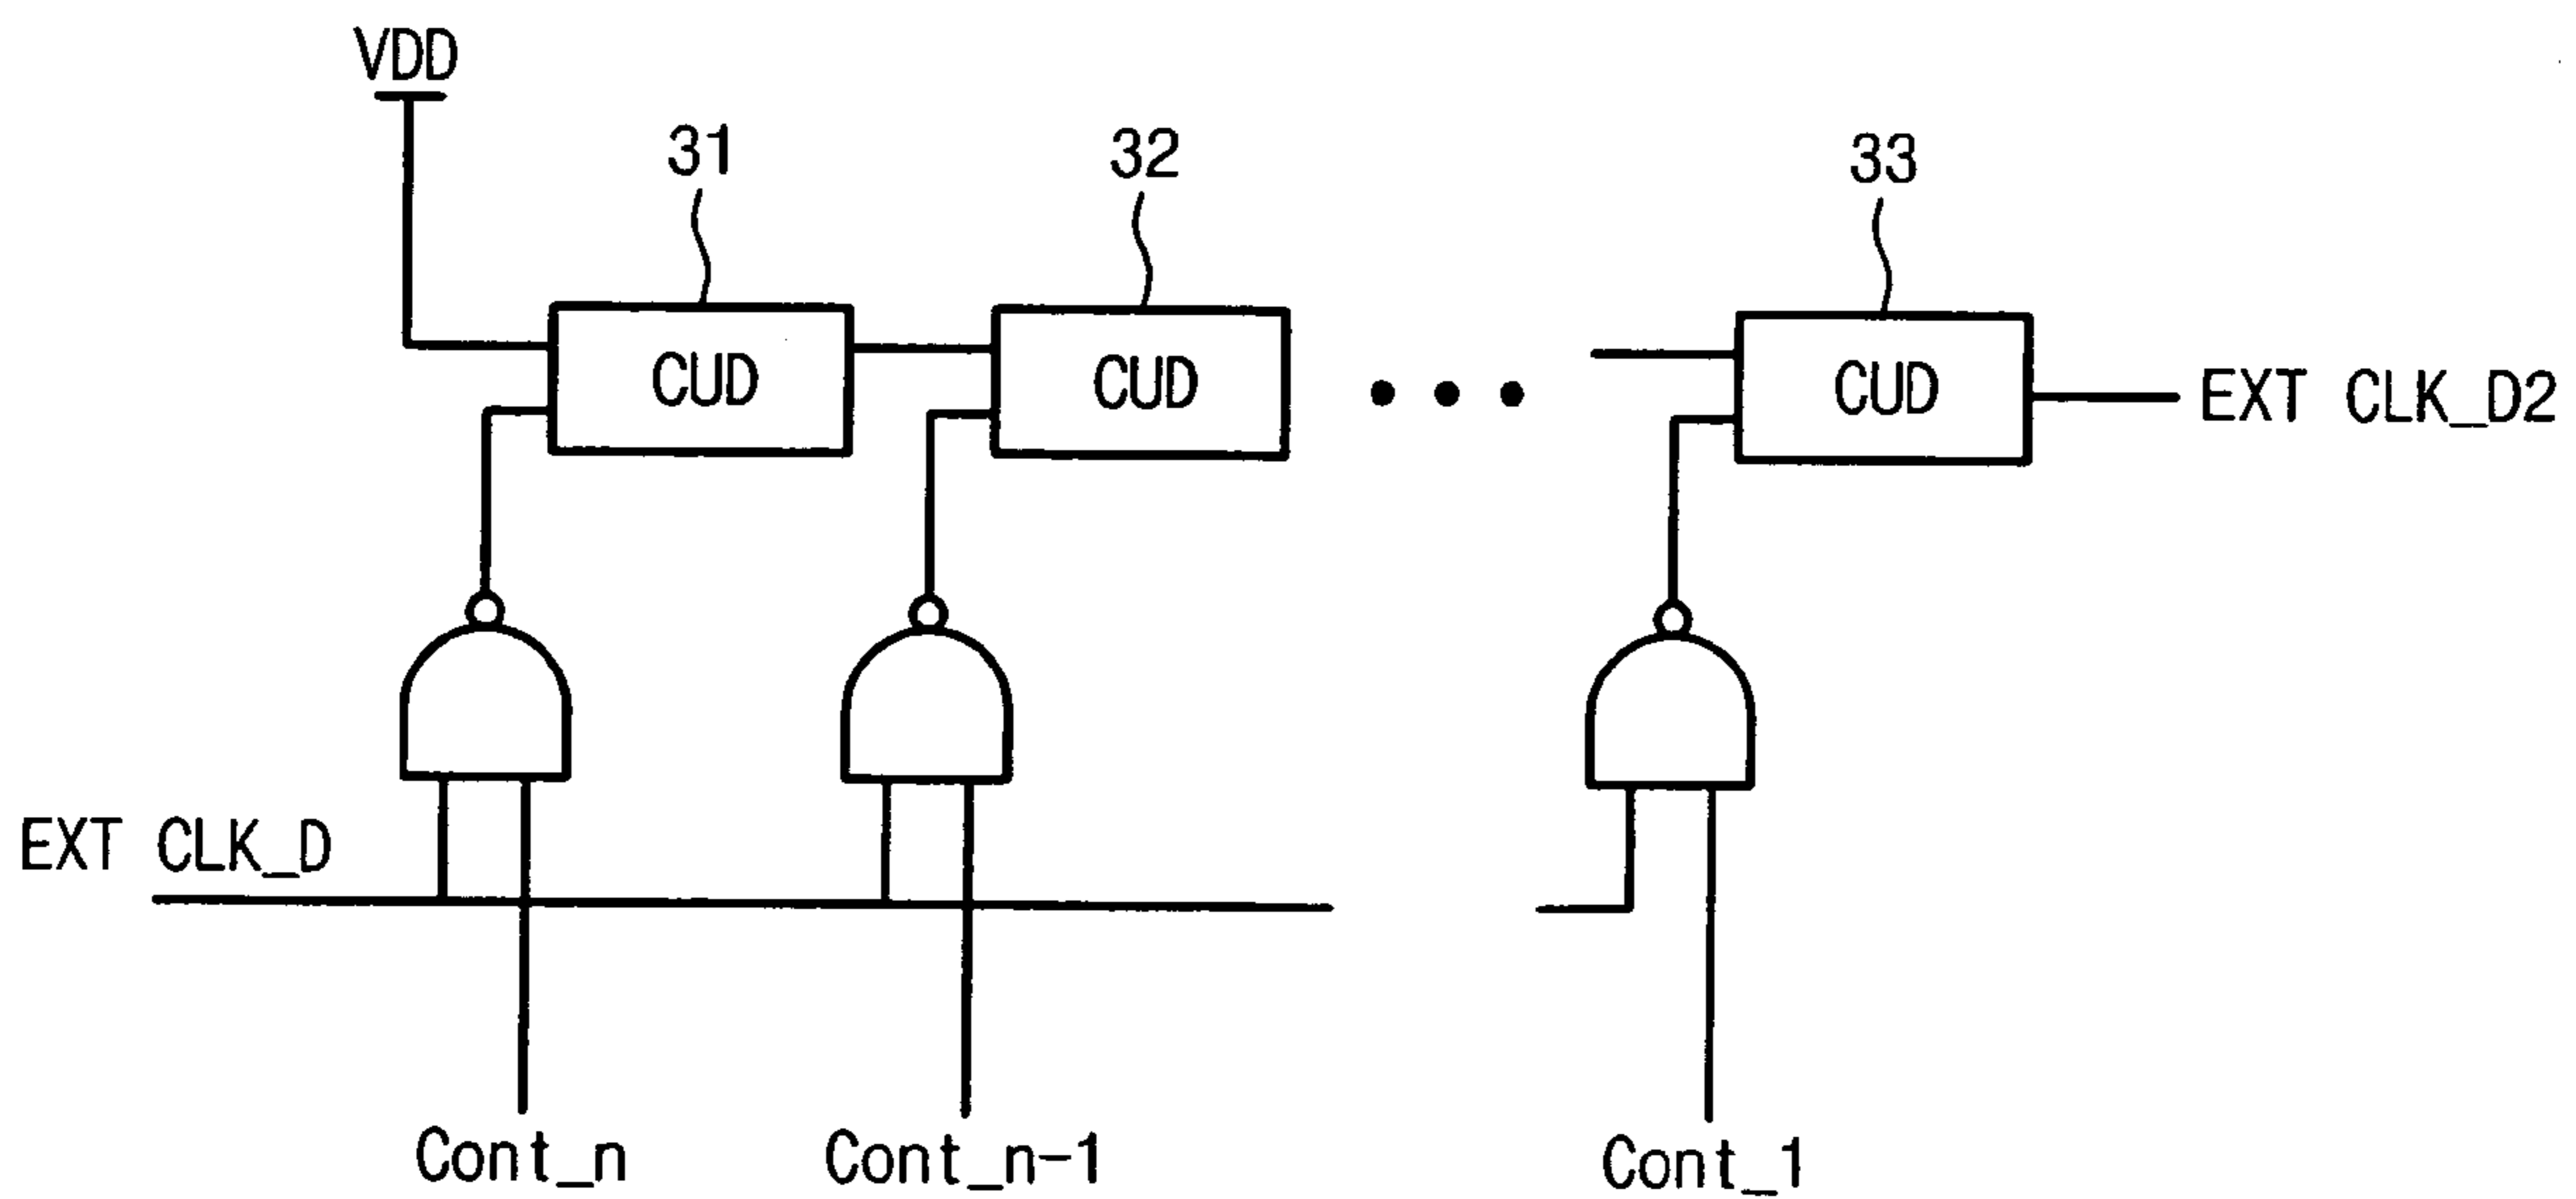 VDD
31
32
33
CUD
CUD
CUD
EXT CLK_D2
EXT CLK_D
Cont_n
Cont_n-1
Cont_1